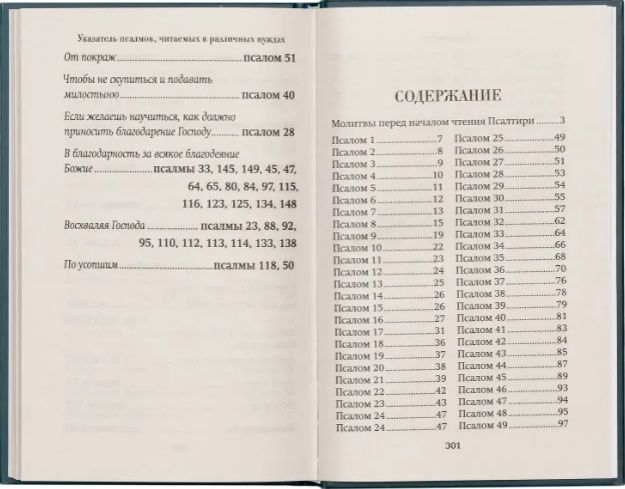 Указатель псалмов, читаемых в различных нуждах
От покраж........псалом 51
Чтобы не скупиться и подавать
милостыню........псалом 40
Если желаешь научиться, как должно
приносить благодарение Господу........псалом 28
В благодарность за всякое благодеяние
Божие........псалмы 33, 145, 149, 45, 47,
64, 65, 80, 84, 97, 115,
116, 123, 125, 134, 148
Восхваляя Господа........псалмы 23, 88, 92,
95, 110, 112, 113, 114, 133, 138
По усопшим........псалмы 118, 50
СОДЕРЖАНИЕ
Молитвы перед началом чтения Псалтири........3
Псалом 1........7
Псалом 2........8
Псалом 3........9
Псалом 4........10
Псалом 5........11
Псалом 6........12
Псалом 7........13
Псалом 8........15
Псалом 9........19
Псалом 10........22
Псалом 11........23
Псалом 12........24
Псалом 13........25
Псалом 14........26
Псалом 15........26
Псалом 16........27
Псалом 17........31
Псалом 18........36
Псалом 19........37
Псалом 20........38
Псалом 21........39
Псалом 22........42
Псалом 23........43
Псалом 24........47
Псалом 24........47
Псалом 25........49
Псалом 26........50
Псалом 27........51
Псалом 28........53
Псалом 29........54
Псалом 30........55
Псалом 31........57
Псалом 32........62
Псалом 33........64
Псалом 34........66
Псалом 35........68
Псалом 36........70
Псалом 37........76
Псалом 38........78
Псалом 39........79
Псалом 40........81
Псалом 41........83
Псалом 42........84
Псалом 43........85
Псалом 44........87
Псалом 45........89
Псалом 46........93
Псалом 47........94
Псалом 48........95
Псалом 49........97
301